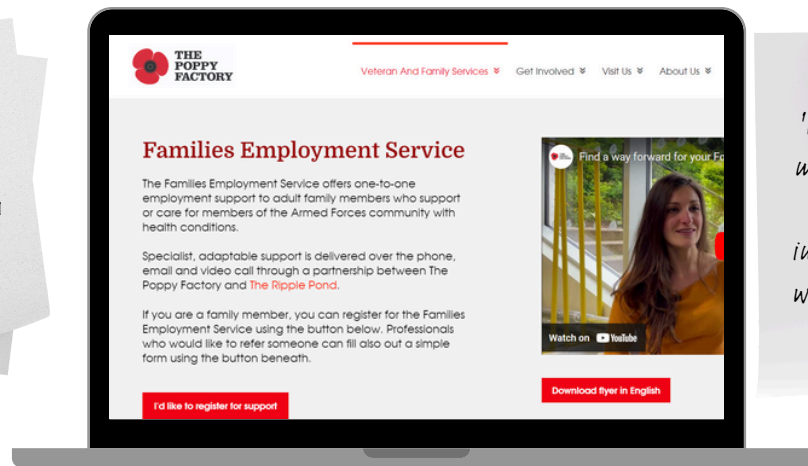 THE
POPPY
FACTORY
Veteran And Family Services
Get Involved
Visit Us
About Us
Families Employment Service
The Families Employment Service offers one-to-one
employment support to adult family members who support
or care for members of the Armed Forces community with
health conditions.
Specialist, adaptable support is delivered over the phone,
email and video call through a partnership between The
Poppy Factory and The Ripple Pond.
If you are a family member, you can register for the Families
Employment Service using the button below. Professionals
who would like to refer someone can fill also out a simple
form using the button beneath.
I'd like to register for support
Find a way forward for your
Watch on YouTube
Download flyer in English